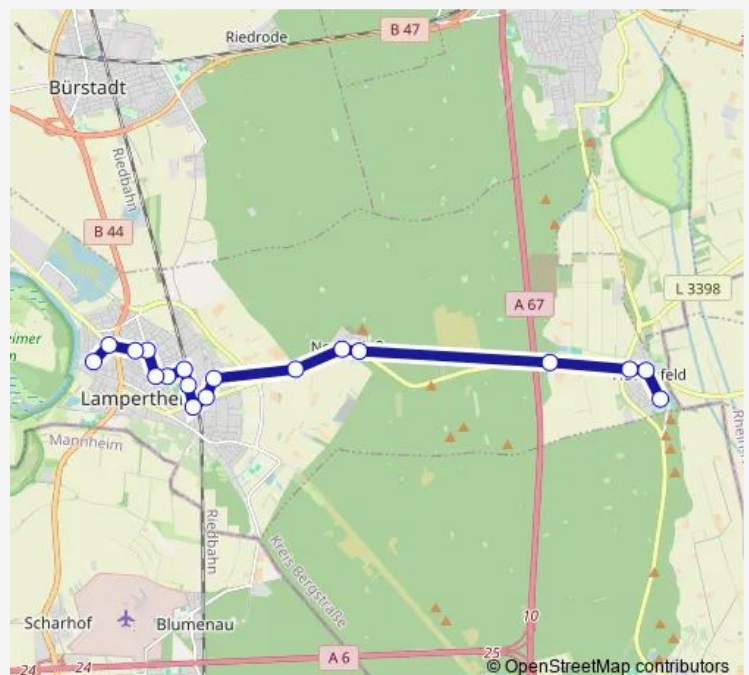 Riedrode
B 47
Bürstadt
Riedbahn
B 44
L 3398
A 67
feld
Mannheim
Riedbahn
Kreis Bergstraße
Scharhof
Blumenau
10
A 6
25
24
24
© OpenStreetMap contributors